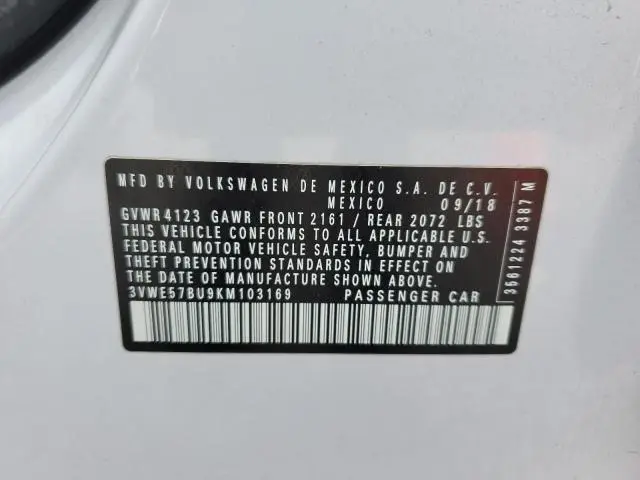 MFD BY VOLKSWAGEN DE MEXICO S.A. DE C.V.
MEXICO 09/18
GVWR 4123 GAWR FRONT 2161 / REAR 2072 LBS
THIS VEHICLE CONFORMS TO ALL APPLICABLE U.S.
FEDERAL MOTOR VEHICLE SAFETY, BUMPER AND
THEFT PREVENTION STANDARDS IN EFFECT ON
THE DATE OF MANUFACTURE SHOWN ABOVE.
3VWE57BU9KM103169 PASSENGER CAR
3561224 3387 M